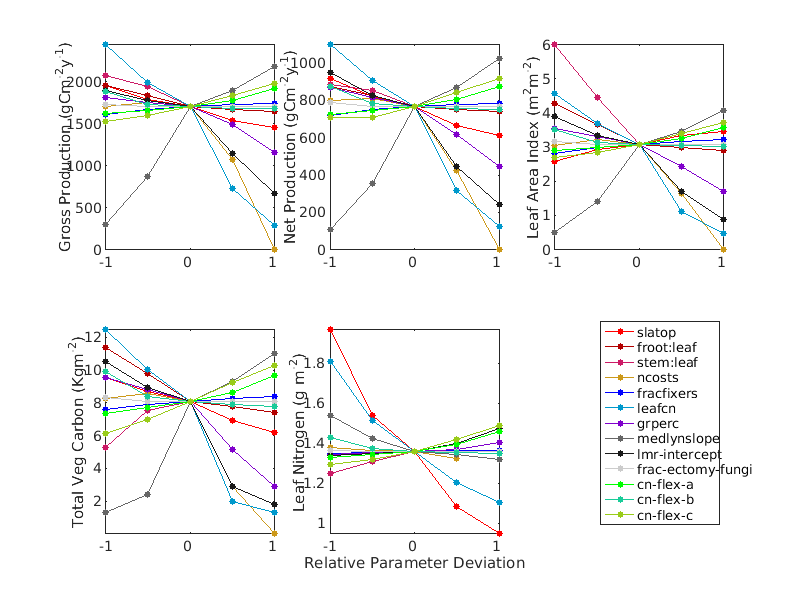 Gross Production (gCm-2y-1)
2000
1500
1000
500
0
-1 0 1
Net Production (gCm-2y-1)
1000
800
600
400
200
0
-1 0 1
Leaf Area Index (m2m-2)
6
5
4
3
2
1
0
-1 0 1
Total Veg Carbon (Kgm-2)
12
10
8
6
4
2
-1 0 1
Leaf Nitrogen (g m-2)
1.8
1.6
1.4
1.2
1
-1 0 1
Relative Parameter Deviation
slatop
froot:leaf
stem:leaf
ncosts
fracfixers
leafcn
grperc
medlynslope
lmr-intercept
frac-ectomy-fungi
cn-flex-a
cn-flex-b
cn-flex-c